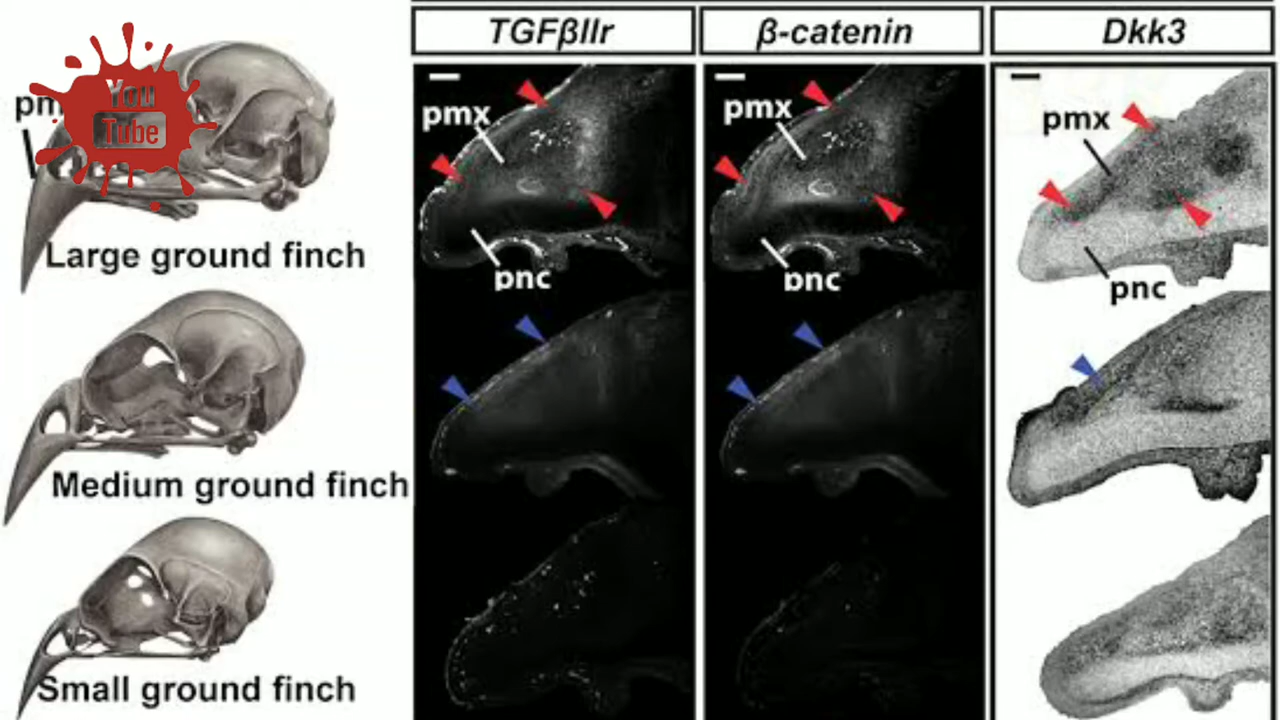 TGFβIIr
β-catenin
Dkk3
You
Tube
pmx
pmx
pmx
Large ground finch
pnc
pnc
pnc
Medium ground finch
Small ground finch